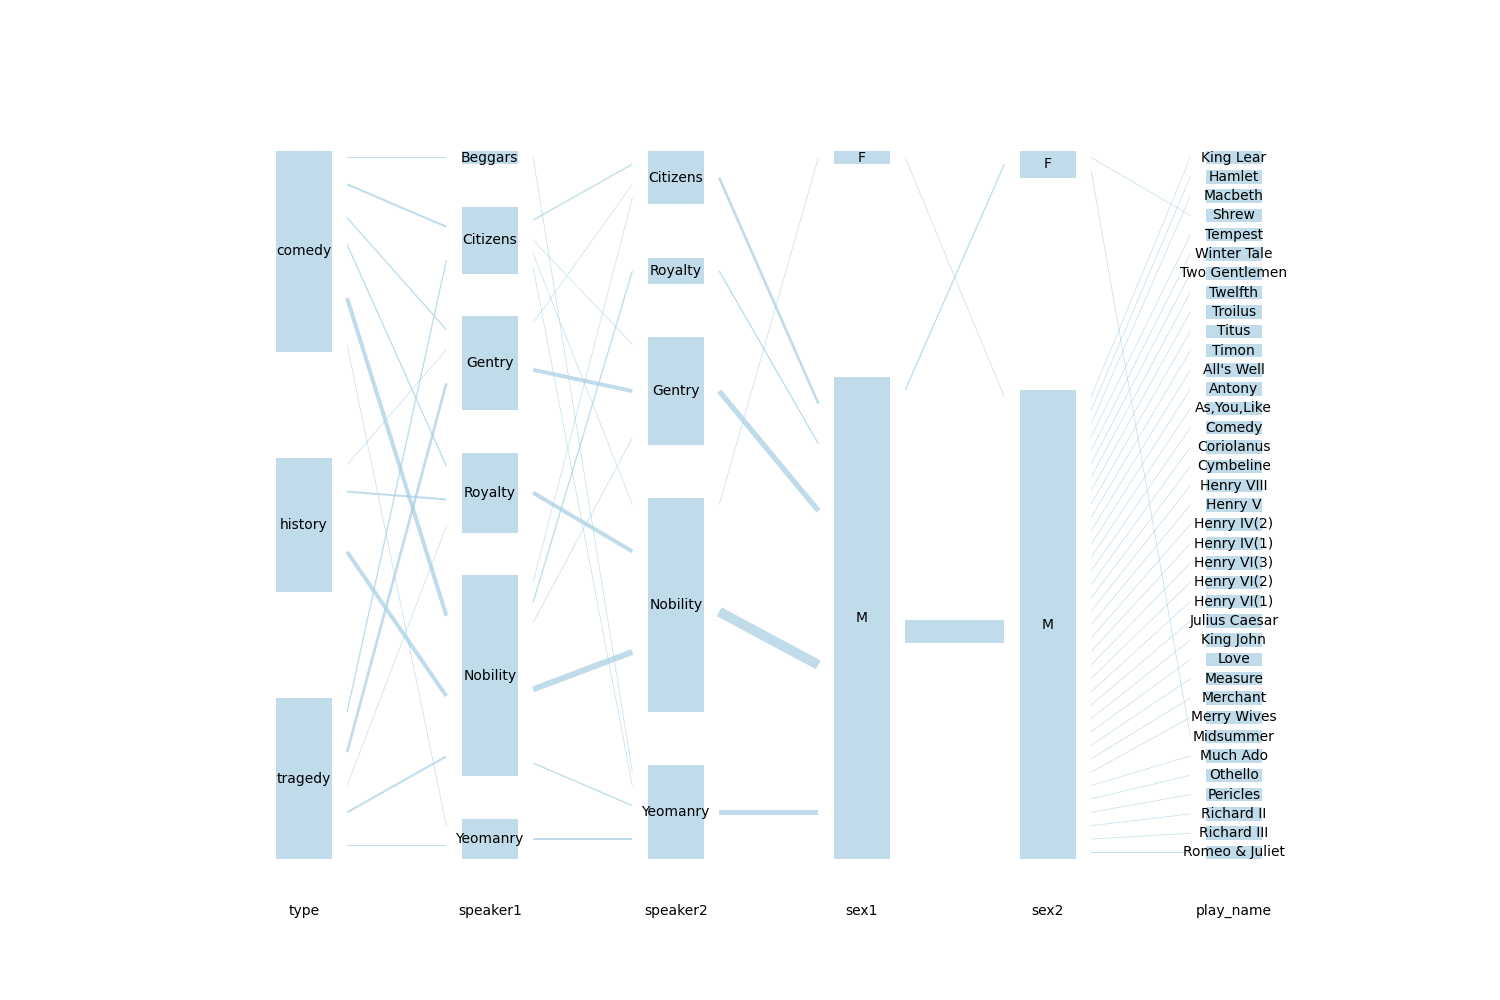 comedy
history
tragedy
type
Beggars
Citizens
Gentry
Royalty
Nobility
Yeomanry
speaker1
Citizens
Royalty
Gentry
Nobility
Yeomanry
speaker2
F
M
sex1
F
M
sex2
King Lear
Hamlet
Macbeth
Shrew
Tempest
Winter Tale
Two Gentlemen
Twelfth
Troilus
Titus
Timon
All's Well
Antony
As,You,Like
Comedy
Coriolanus
Cymbeline
Henry VIII
Henry V
Henry IV(2)
Henry IV(1)
Henry VI(3)
Henry VI(2)
Henry VI(1)
Julius Caesar
King John
Love
Measure
Merchant
Merry Wives
Midsummer
Much Ado
Othello
Pericles
Richard II
Richard III
Romeo & Juliet
play_name